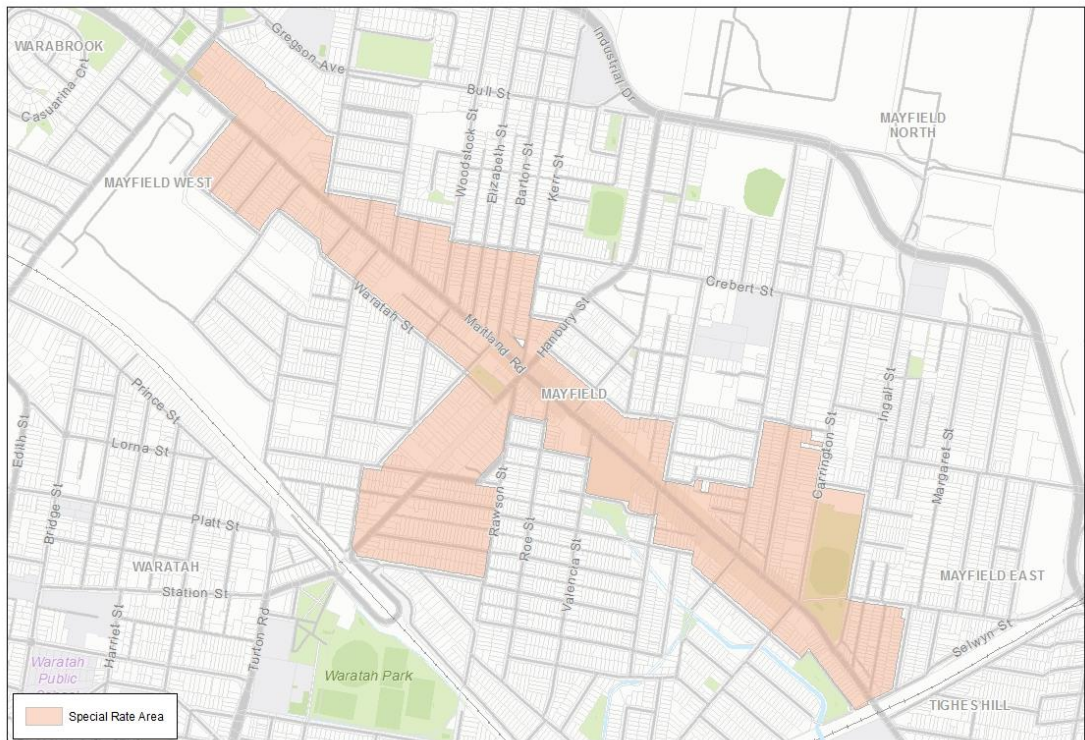 WARABROOK
Casuarina Crt
Gregson Ave
Industrial Dr
Bull St
MAYFIELD
NORTH
MAYFIELD WEST
Woodstock St
Elizabeth St
Barton St
Kerr St
Crebert St
Waratah St
Maitland Rd
Hanbury St
MAYFIELD
Prince St
Ingall St
Carrington St
Margaret St
Edith St
Lorna St
Bridge St
Platt St
Rawson St
Roe St
Valencia St
WARATAH
Station St
MAYFIELD EAST
Harriet St
Turton Rd
Selwyn St
Waratah
Public
Waratah Park
TIGHES HILL
Special Rate Area